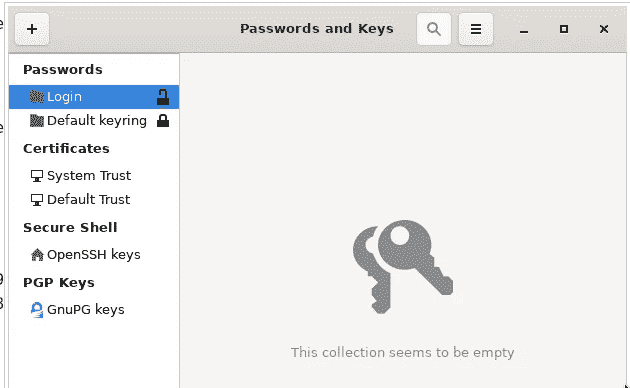 Passwords and Keys
Passwords
Login
Default keyring
Certificates
System Trust
Default Trust
Secure Shell
OpenSSH keys
PGP Keys
GnuPG keys
This collection seems to be empty